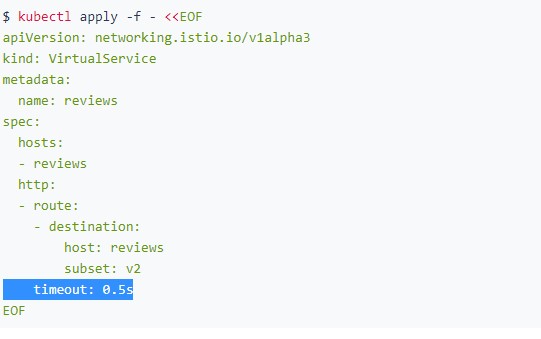 $ kubectl apply -f - <<EOF
apiVersion: networking.istio.io/v1alpha3
kind: VirtualService
metadata:
  name: reviews
spec:
  hosts:
  - reviews
  http:
  - route:
    - destination:
        host: reviews
        subset: v2
    timeout: 0.5s
EOF